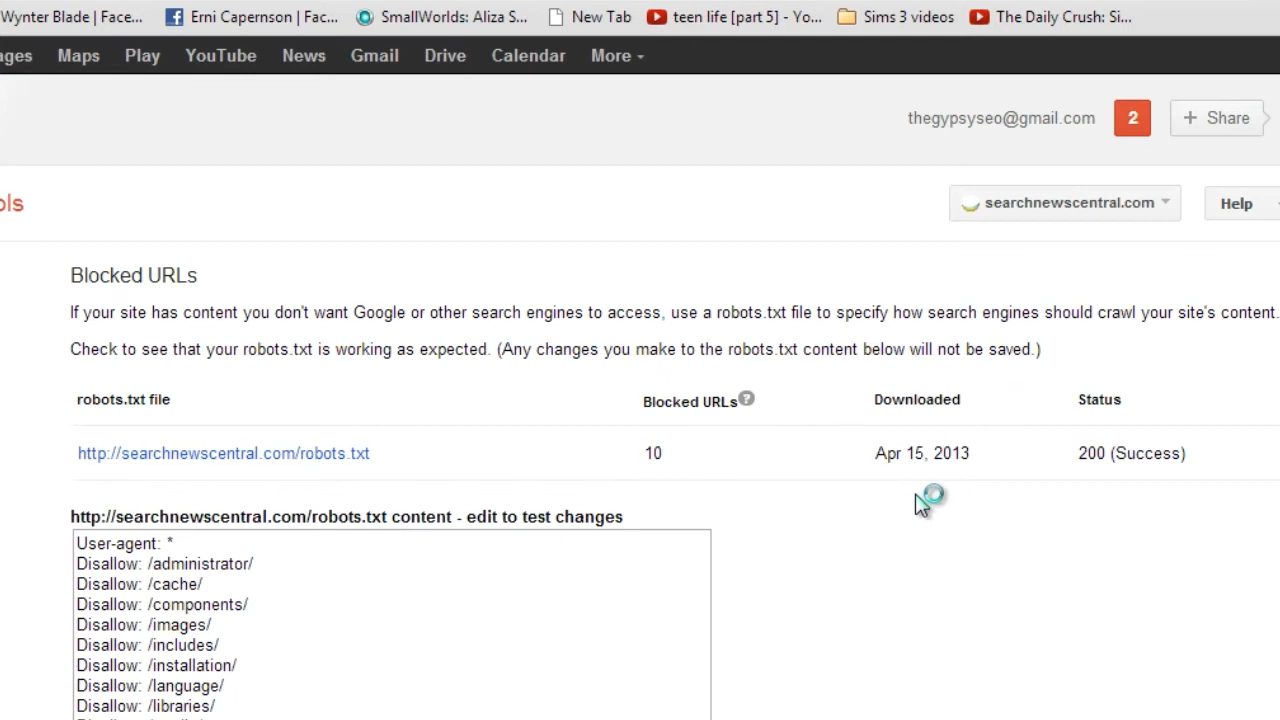 Wynter Blade | Face... Erni Capernson | Fac... SmallWorlds: Aliza S... New Tab teen life [part 5] - Yo... Sims 3 videos The Daily Crush: Si...
ages Maps Play YouTube News Gmail Drive Calendar More
thegypsyseo@gmail.com 2 + Share
ols searchnewscentral.com Help
Blocked URLs
If your site has content you don't want Google or other search engines to access, use a robots.txt file to specify how search engines should crawl your site's content.
Check to see that your robots.txt is working as expected. (Any changes you make to the robots.txt content below will not be saved.)
robots.txt file Blocked URLs ? Downloaded Status
http://searchnewscentral.com/robots.txt 10 Apr 15, 2013 200 (Success)
http://searchnewscentral.com/robots.txt content - edit to test changes
User-agent: *
Disallow: /administrator/
Disallow: /cache/
Disallow: /components/
Disallow: /images/
Disallow: /includes/
Disallow: /installation/
Disallow: /language/
Disallow: /libraries/